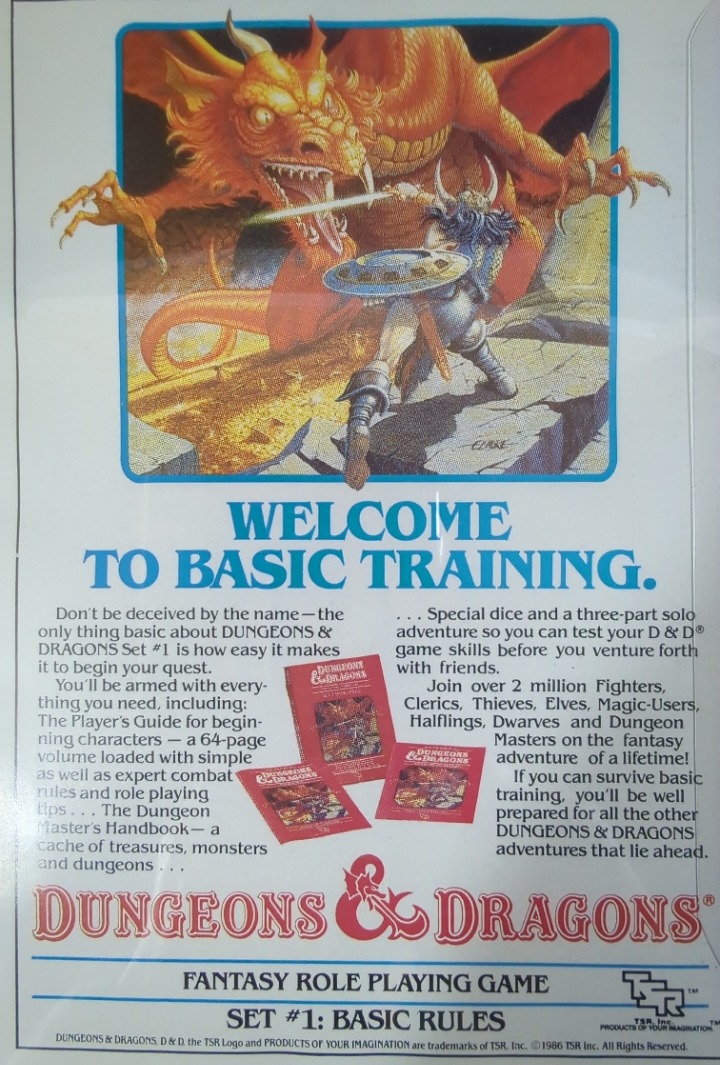 ELMORE
WELCOME
TO BASIC TRAINING.
Don't be deceived by the name — the
only thing basic about DUNGEONS &
DRAGONS Set #1 is how easy it makes
it to begin your quest.
You'll be armed with every-
thing you need, including:
The Player's Guide for begin-
ning characters — a 64-page
volume loaded with simple
as well as expert combat
rules and role playing
tips . . . The Dungeon
Master's Handbook — a
cache of treasures, monsters
and dungeons . . .
. . . Special dice and a three-part solo
adventure so you can test your D & D®
game skills before you venture forth
with friends.
Join over 2 million Fighters,
Clerics, Thieves, Elves, Magic-Users,
Halflings, Dwarves and Dungeon
Masters on the fantasy
adventure of a lifetime!
If you can survive basic
training, you'll be well
prepared for all the other
DUNGEONS & DRAGONS
adventures that lie ahead.
DUNGEONS & DRAGONS
DUNGEONS & DRAGONS
DUNGEONS & DRAGONS
DUNGEONS & DRAGONS®
FANTASY ROLE PLAYING GAME
SET #1: BASIC RULES
TSR™
TSR, Inc.
PRODUCTS OF YOUR IMAGINATION™
DUNGEONS & DRAGONS, D & D, the TSR Logo and PRODUCTS OF YOUR IMAGINATION are trademarks of TSR, Inc. ©1986 TSR Inc. All Rights Reserved.